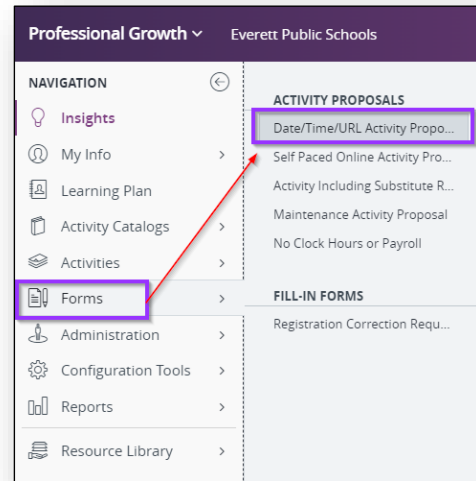 Professional Growth Everett Public Schools
NAVIGATION
Insights
My Info
Learning Plan
Activity Catalogs
Activities
Forms
Administration
Configuration Tools
Reports
Resource Library
ACTIVITY PROPOSALS
Date/Time/URL Activity Propo...
Self Paced Online Activity Pro...
Activity Including Substitute R...
Maintenance Activity Proposal
No Clock Hours or Payroll
FILL-IN FORMS
Registration Correction Requ...